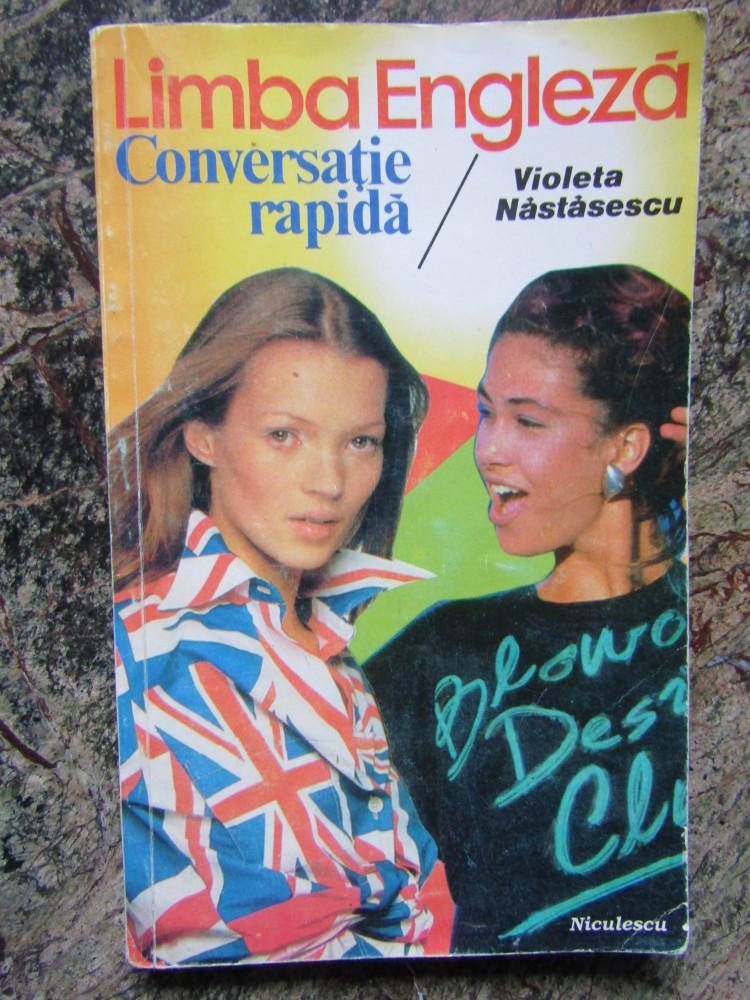 Limba Engleză
Conversaţie
rapidă
Violeta
Năstăsescu
Niculescu